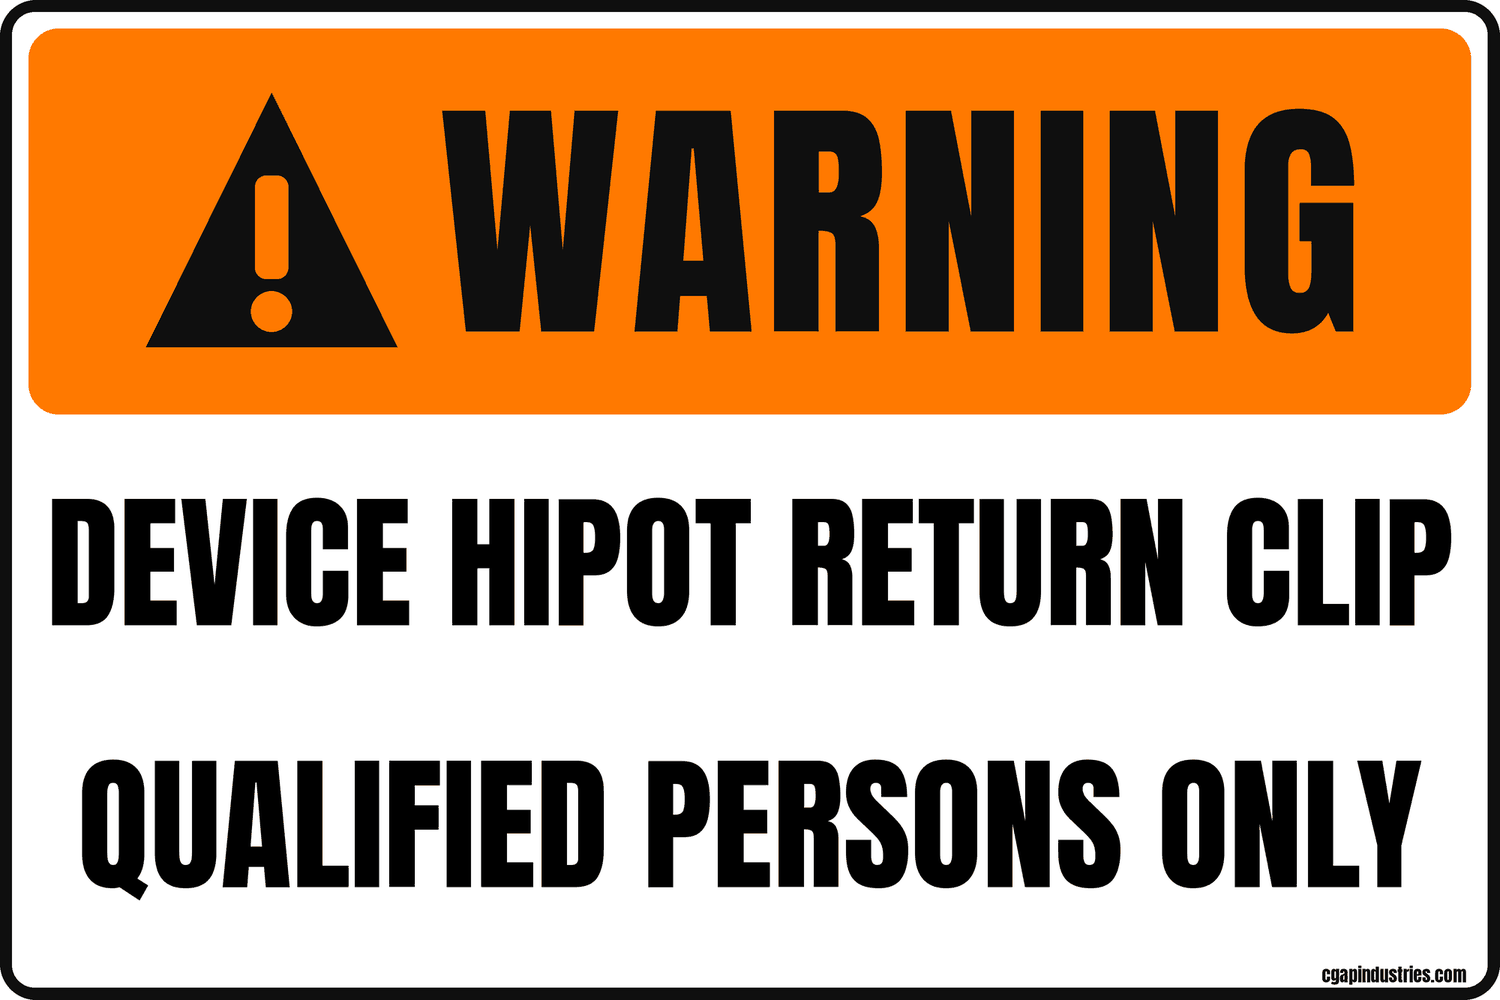 WARNING
DEVICE HIPOT RETURN CLIP
QUALIFIED PERSONS ONLY
cgapindustries.com